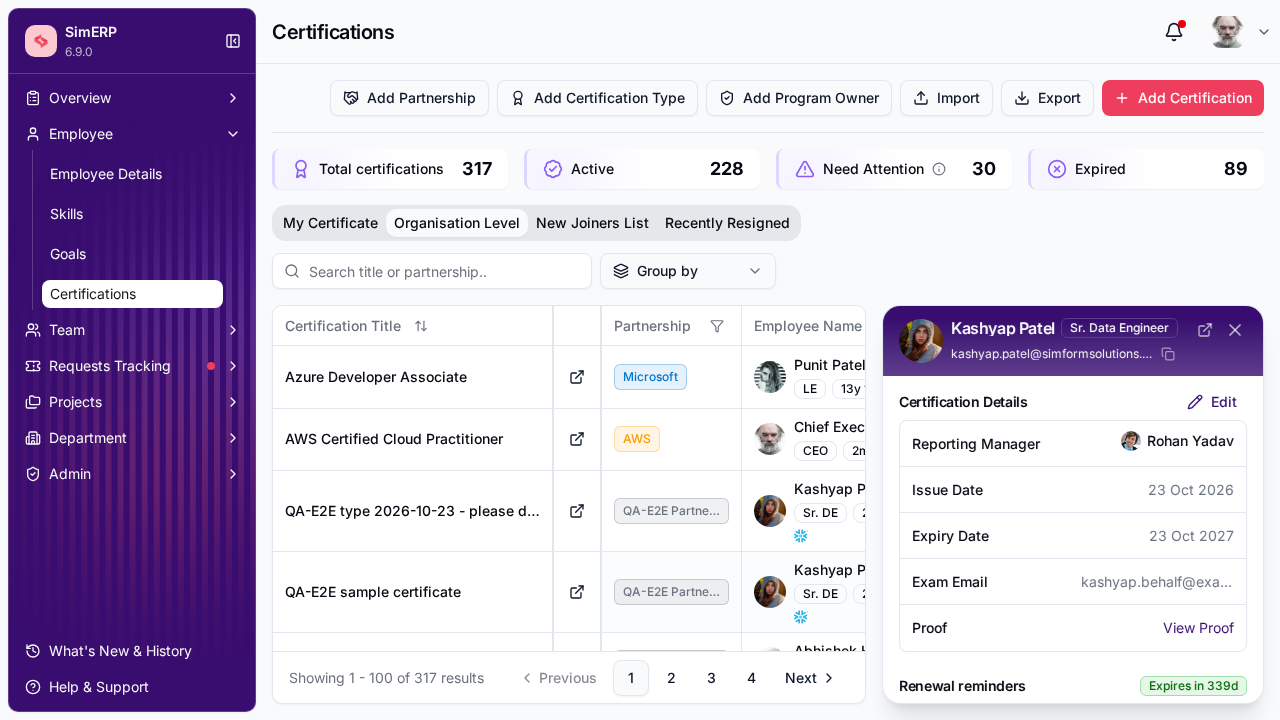 SimERP
6.9.0
Overview
Employee
Employee Details
Skills
Goals
Certifications
Team
Requests Tracking
Projects
Department
Admin
What's New & History
Help & Support
Certifications
Add Partnership
Add Certification Type
Add Program Owner
Import
Export
Add Certification
Total certifications 317
Active 228
Need Attention 30
Expired 89
My Certificate
Organisation Level
New Joiners List
Recently Resigned
Search title or partnership..
Group by
Certification Title
Partnership
Employee Name
Azure Developer Associate
Microsoft
Punit Patel
LE
13y
AWS Certified Cloud Practitioner
AWS
Chief Exec
CEO
2m
QA-E2E type 2026-10-23 - please d...
QA-E2E Partne...
Kashyap P
Sr. DE
QA-E2E sample certificate
QA-E2E Partne...
Kashyap P
Sr. DE
Showing 1 - 100 of 317 results
Previous
1
2
3
4
Next
Kashyap Patel
Sr. Data Engineer
kashyap.patel@simformsolutions....
Certification Details
Edit
Reporting Manager
Rohan Yadav
Issue Date
23 Oct 2026
Expiry Date
23 Oct 2027
Exam Email
kashyap.behalf@exa...
Proof
View Proof
Renewal reminders
Expires in 339d